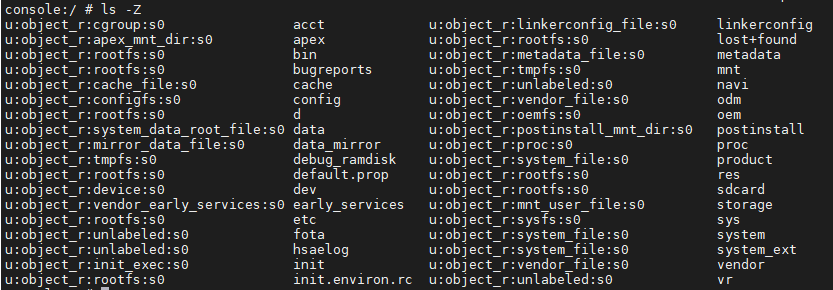 console:/ # ls -Z
u:object_r:cgroup:s0 acct u:object_r:linkerconfig_file:s0 linkerconfig
u:object_r:apex_mnt_dir:s0 apex u:object_r:rootfs:s0 lost+found
u:object_r:rootfs:s0 bin u:object_r:metadata_file:s0 metadata
u:object_r:rootfs:s0 bugreports u:object_r:tmpfs:s0 mnt
u:object_r:cache_file:s0 cache u:object_r:unlabeled:s0 navi
u:object_r:configfs:s0 config u:object_r:vendor_file:s0 odm
u:object_r:rootfs:s0 d u:object_r:oemfs:s0 oem
u:object_r:system_data_root_file:s0 data u:object_r:postinstall_mnt_dir:s0 postinstall
u:object_r:mirror_data_file:s0 data_mirror u:object_r:proc:s0 proc
u:object_r:tmpfs:s0 debug_ramdisk u:object_r:system_file:s0 product
u:object_r:rootfs:s0 default.prop u:object_r:rootfs:s0 res
u:object_r:device:s0 dev u:object_r:rootfs:s0 sdcard
u:object_r:vendor_early_services:s0 early_services u:object_r:mnt_user_file:s0 storage
u:object_r:rootfs:s0 etc u:object_r:sysfs:s0 sys
u:object_r:unlabeled:s0 fota u:object_r:system_file:s0 system
u:object_r:unlabeled:s0 hsaelog u:object_r:system_file:s0 system_ext
u:object_r:init_exec:s0 init u:object_r:vendor_file:s0 vendor
u:object_r:rootfs:s0 init.environ.rc u:object_r:unlabeled:s0 vr